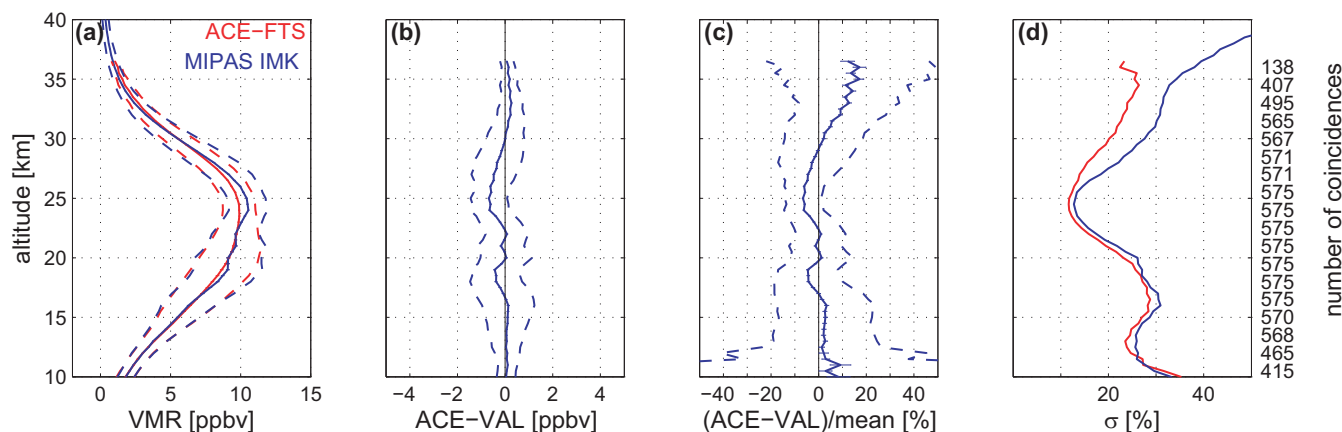 (a) ACE−FTS
MIPAS IMK
(b)
(c)
(d)
altitude [km]
40
35
30
25
20
15
10
0 5 10 15
VMR [ppbv]
−4 −2 0 2 4
ACE−VAL [ppbv]
−40 −20 0 20 40
(ACE−VAL)/mean [%]
20 40
σ [%]
138
407
495
565
567
571
571
575
575
575
575
575
575
570
568
465
415
number of coincidences